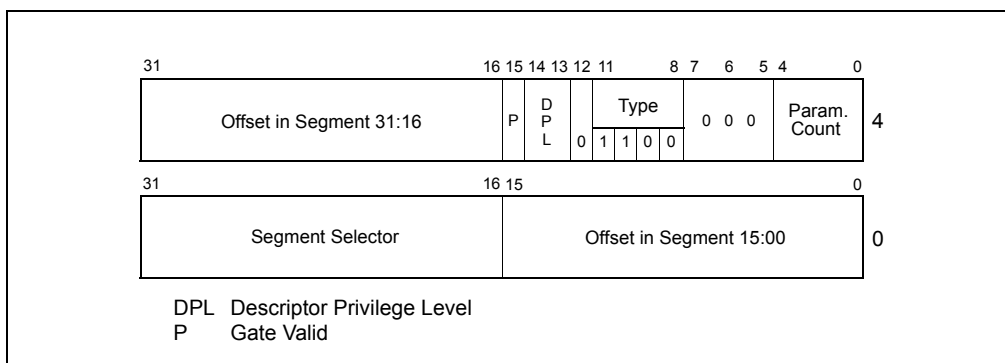 31 16 15 14 13 12 11 8 7 6 5 4 0
Offset in Segment 31:16 P D P L 0 Type 1 1 0 0 0 0 0 Param. Count 4
31 16 15 0
Segment Selector Offset in Segment 15:00 0
DPL Descriptor Privilege Level
P Gate Valid